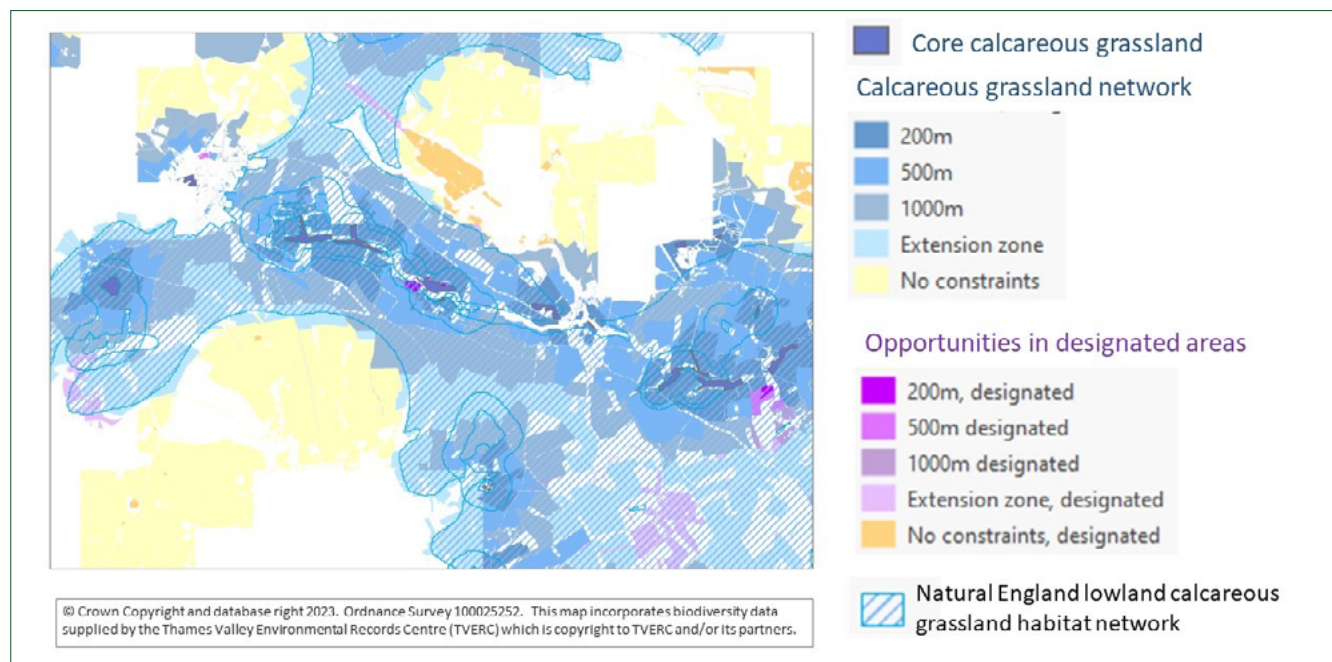 Core calcareous grassland
Calcareous grassland network
200m
500m
1000m
Extension zone
No constraints
Opportunities in designated areas
200m, designated
500m designated
1000m designated
Extension zone, designated
No constraints, designated
Natural England lowland calcareous
grassland habitat network
© Crown Copyright and database right 2023. Ordnance Survey 100025252. This map incorporates biodiversity data
supplied by the Thames Valley Environmental Records Centre (TVERC) which is copyright to TVERC and/or its partners.